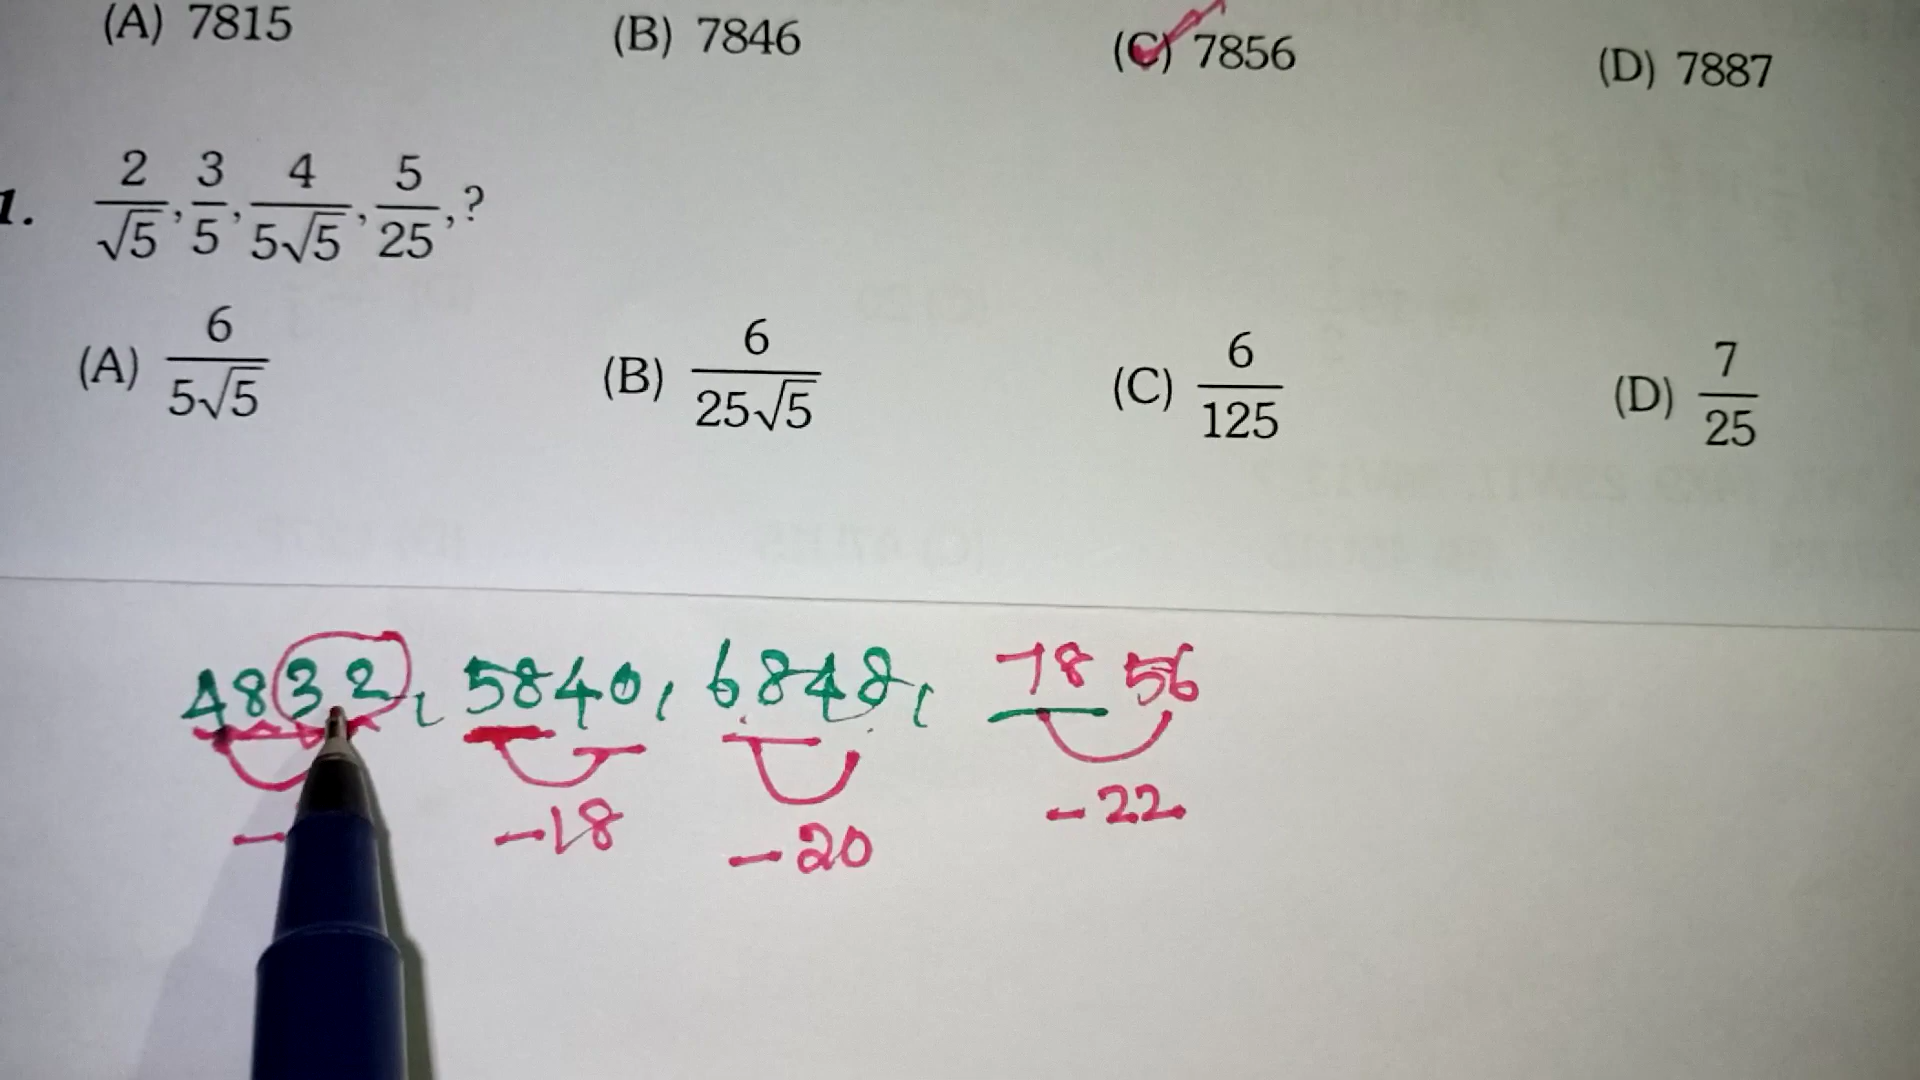 (A) 7815 (B) 7846 (C) 7856 (D) 7887
1. 2/√5, 3/5, 4/5√5, 5/25, ?
(A) 6/5√5 (B) 6/25√5 (C) 6/125 (D) 7/25
4832, 5840, 6848, 7856
- -18 -20 -22